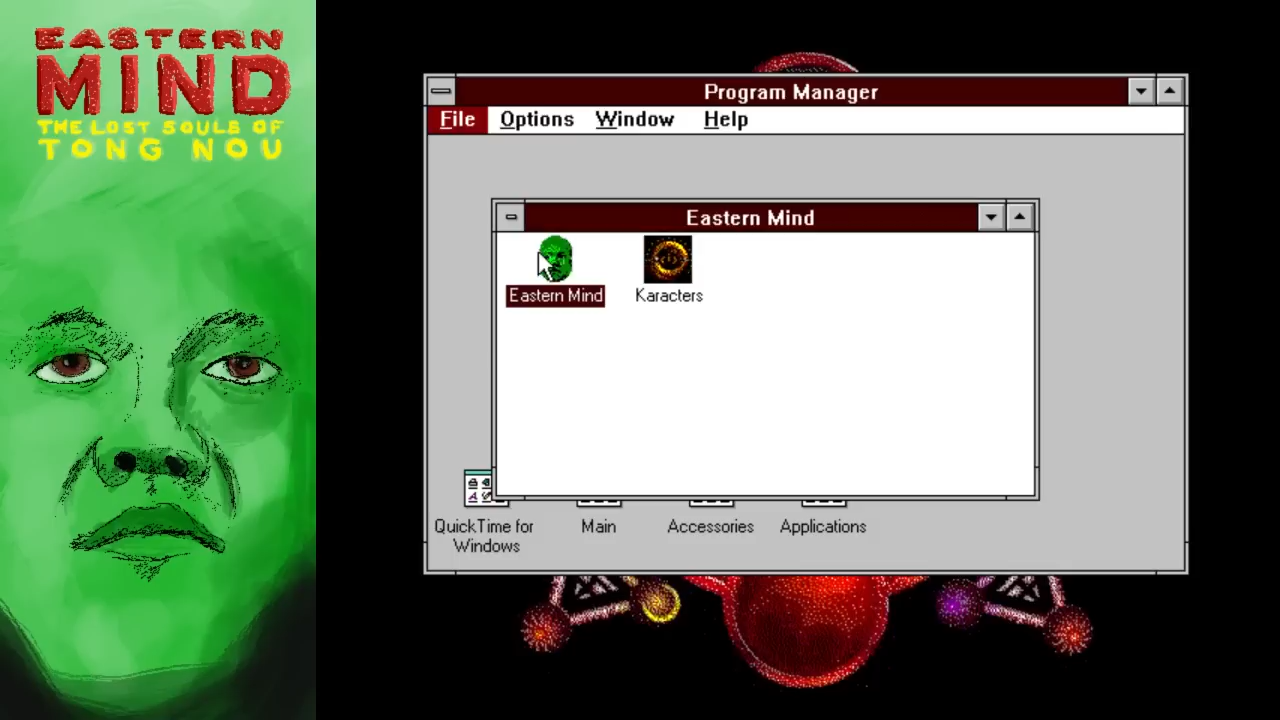 EASTERN
MIND
THE LOST SOULS OF
TONG NOU
Program Manager
File Options Window Help
Eastern Mind
Eastern Mind
Karacters
QuickTime for
Windows
Main
Accessories
Applications